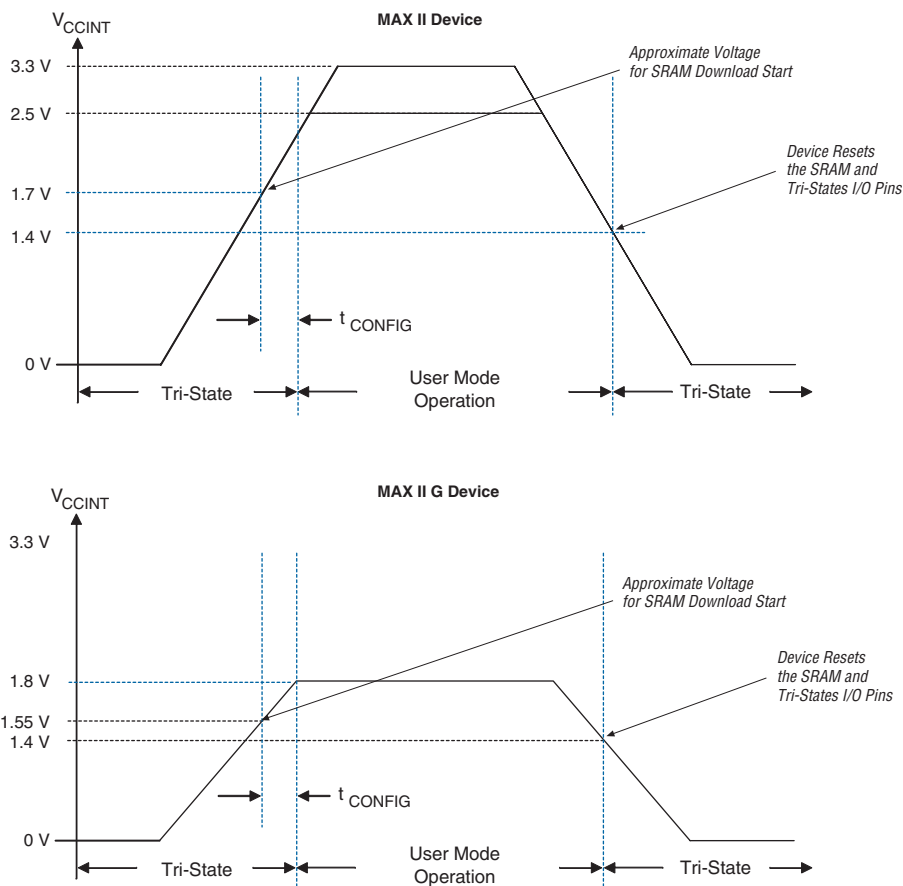 MAX II Device
VCCINT
Approximate Voltage
for SRAM Download Start
3.3 V
2.5 V
Device Resets
the SRAM and
Tri-States I/O Pins
1.7 V
1.4 V
tCONFIG
0 V
Tri-State
User Mode
Operation
Tri-State
MAX II G Device
VCCINT
3.3 V
Approximate Voltage
for SRAM Download Start
Device Resets
the SRAM and
Tri-States I/O Pins
1.8 V
1.55 V
1.4 V
tCONFIG
0 V
Tri-State
User Mode
Operation
Tri-State